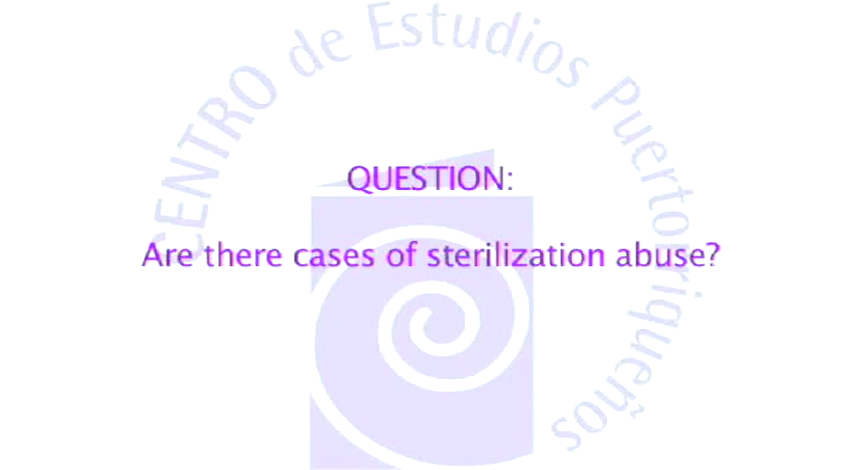 CENTRO de Estudios Puertorriqueños
QUESTION:
Are there cases of sterilization abuse?